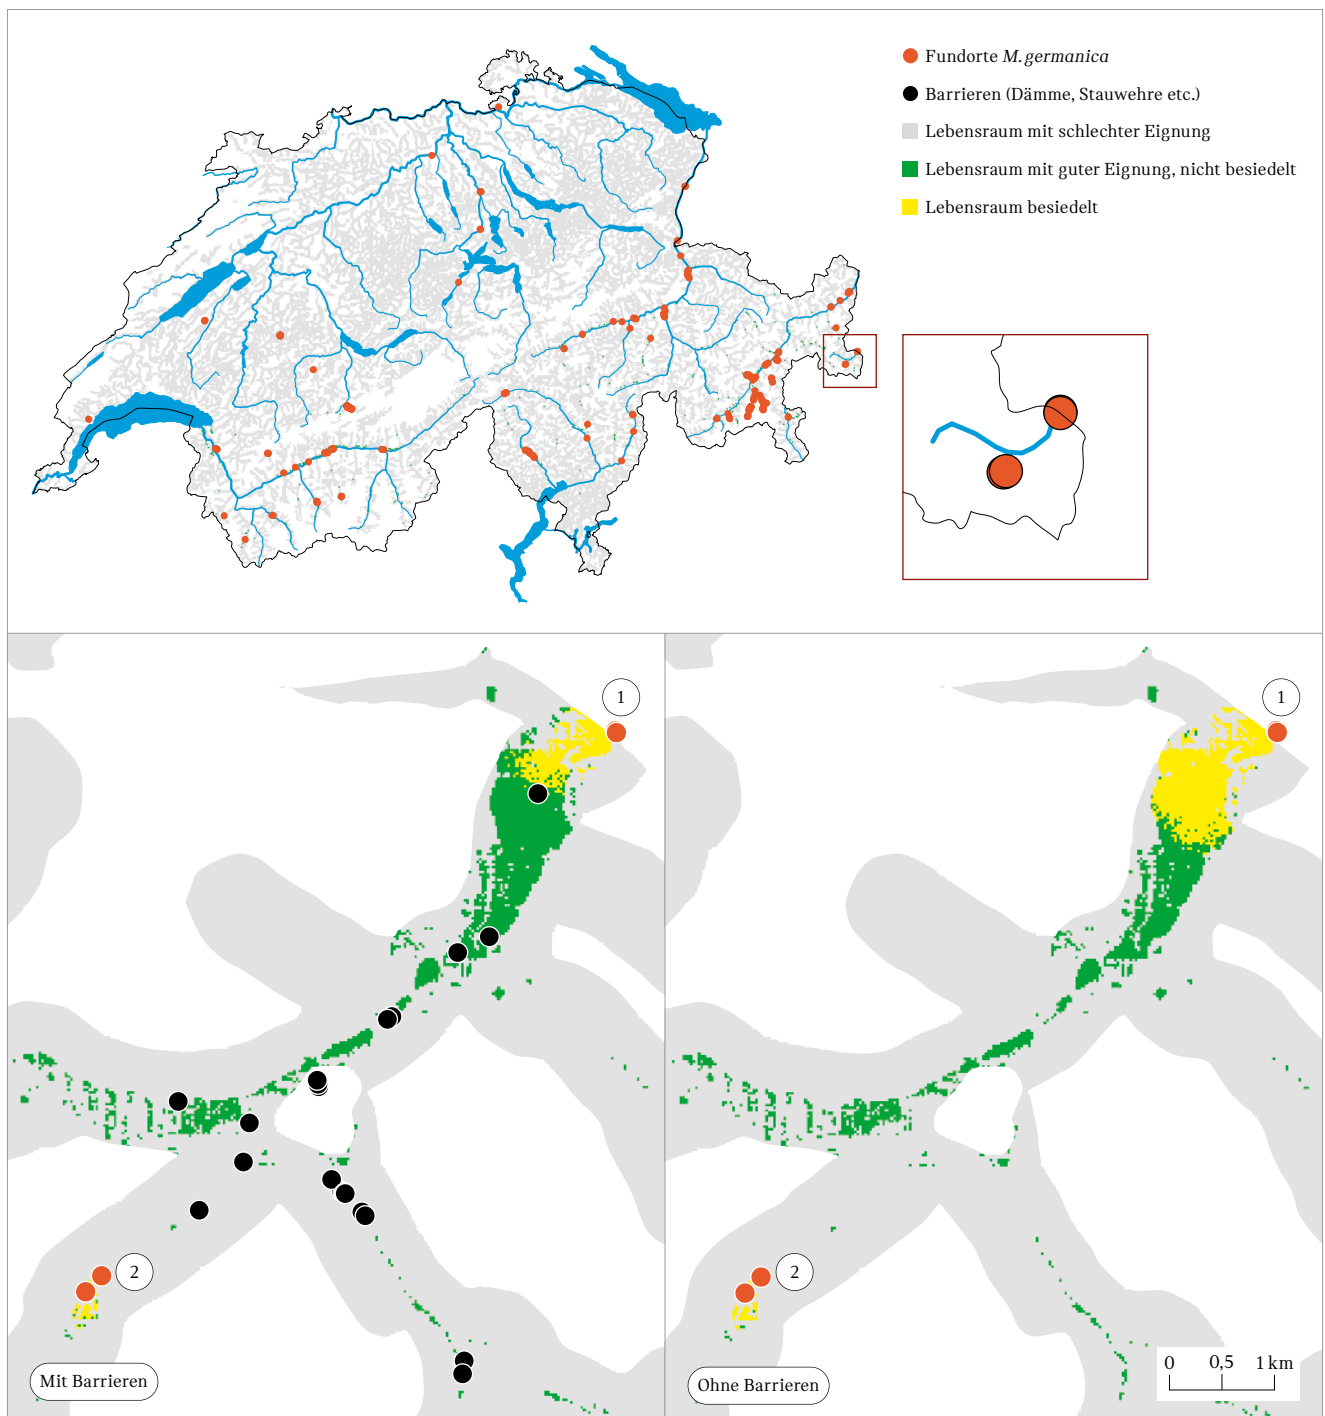 Fundorte M. germanica
Barrieren (Dämme, Stauwehre etc.)
Lebensraum mit schlechter Eignung
Lebensraum mit guter Eignung, nicht besiedelt
Lebensraum besiedelt
1
2
Mit Barrieren
1
2
Ohne Barrieren
0 0,5 1 km